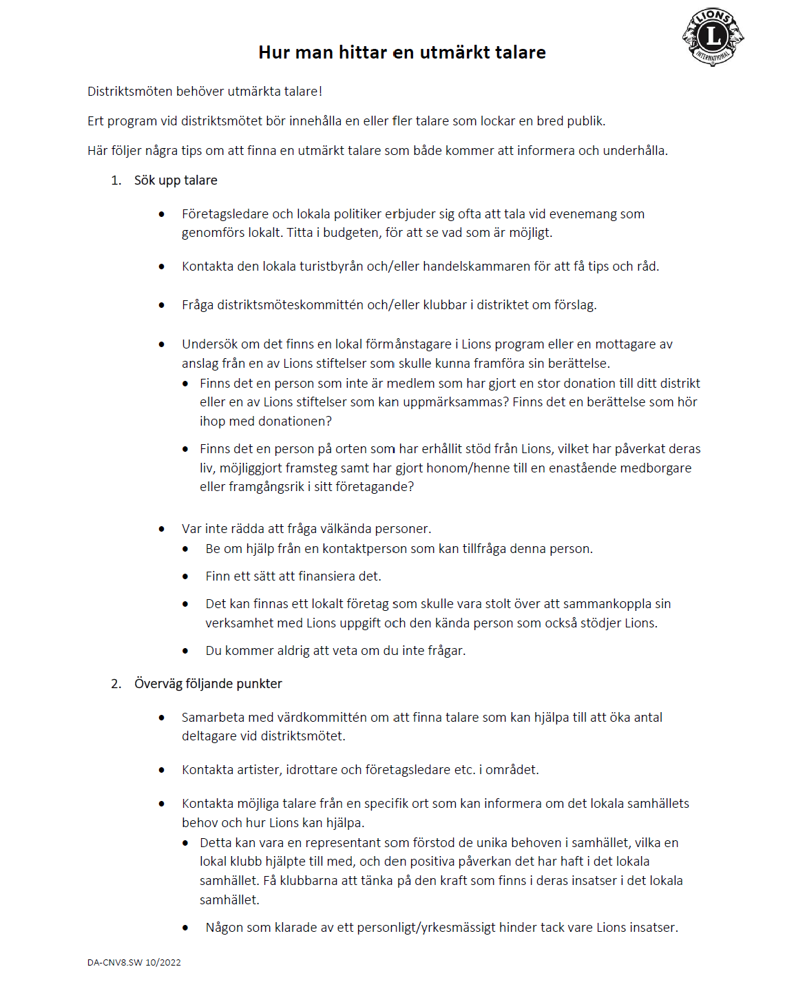 LIONS
L
INTERNATIONAL
Hur man hittar en utmärkt talare
Distriktsmöten behöver utmärkta talare!
Ert program vid distriktsmötet bör innehålla en eller fler talare som lockar en bred publik.
Här följer några tips om att finna en utmärkt talare som både kommer att informera och underhålla.
1. Sök upp talare
• Företagsledare och lokala politiker erbjuder sig ofta att tala vid evenemang som
genomförs lokalt. Titta i budgeten, för att se vad som är möjligt.
• Kontakta den lokala turistbyrån och/eller handelskammaren för att få tips och råd.
• Fråga distriktsmöteskommittén och/eller klubbar i distriktet om förslag.
• Undersök om det finns en lokal förmånstagare i Lions program eller en mottagare av
anslag från en av Lions stiftelser som skulle kunna framföra sin berättelse.
• Finns det en person som inte är medlem som har gjort en stor donation till ditt distrikt
eller en av Lions stiftelser som kan uppmärksammas? Finns det en berättelse som hör
ihop med donationen?
• Finns det en person på orten som har erhållit stöd från Lions, vilket har påverkat deras
liv, möjliggjort framsteg samt har gjort honom/henne till en enastående medborgare
eller framgångsrik i sitt företagande?
• Var inte rädda att fråga välkända personer.
• Be om hjälp från en kontaktperson som kan tillfråga denna person.
• Finn ett sätt att finansiera det.
• Det kan finnas ett lokalt företag som skulle vara stolt över att sammankoppla sin
verksamhet med Lions uppgift och den kända person som också stödjer Lions.
• Du kommer aldrig att veta om du inte frågar.
2. Överväg följande punkter
• Samarbeta med värdkommittén om att finna talare som kan hjälpa till att öka antal
deltagare vid distriktsmötet.
• Kontakta artister, idrottare och företagsledare etc. i området.
• Kontakta möjliga talare från en specifik ort som kan informera om det lokala samhällets
behov och hur Lions kan hjälpa.
• Detta kan vara en representant som förstod de unika behoven i samhället, vilka en
lokal klubb hjälpte till med, och den positiva påverkan det har haft i det lokala
samhället. Få klubbarna att tänka på den kraft som finns i deras insatser i det lokala
samhället.
• Någon som klarade av ett personligt/yrkesmässigt hinder tack vare Lions insatser.
DA-CNV8.SW 10/2022